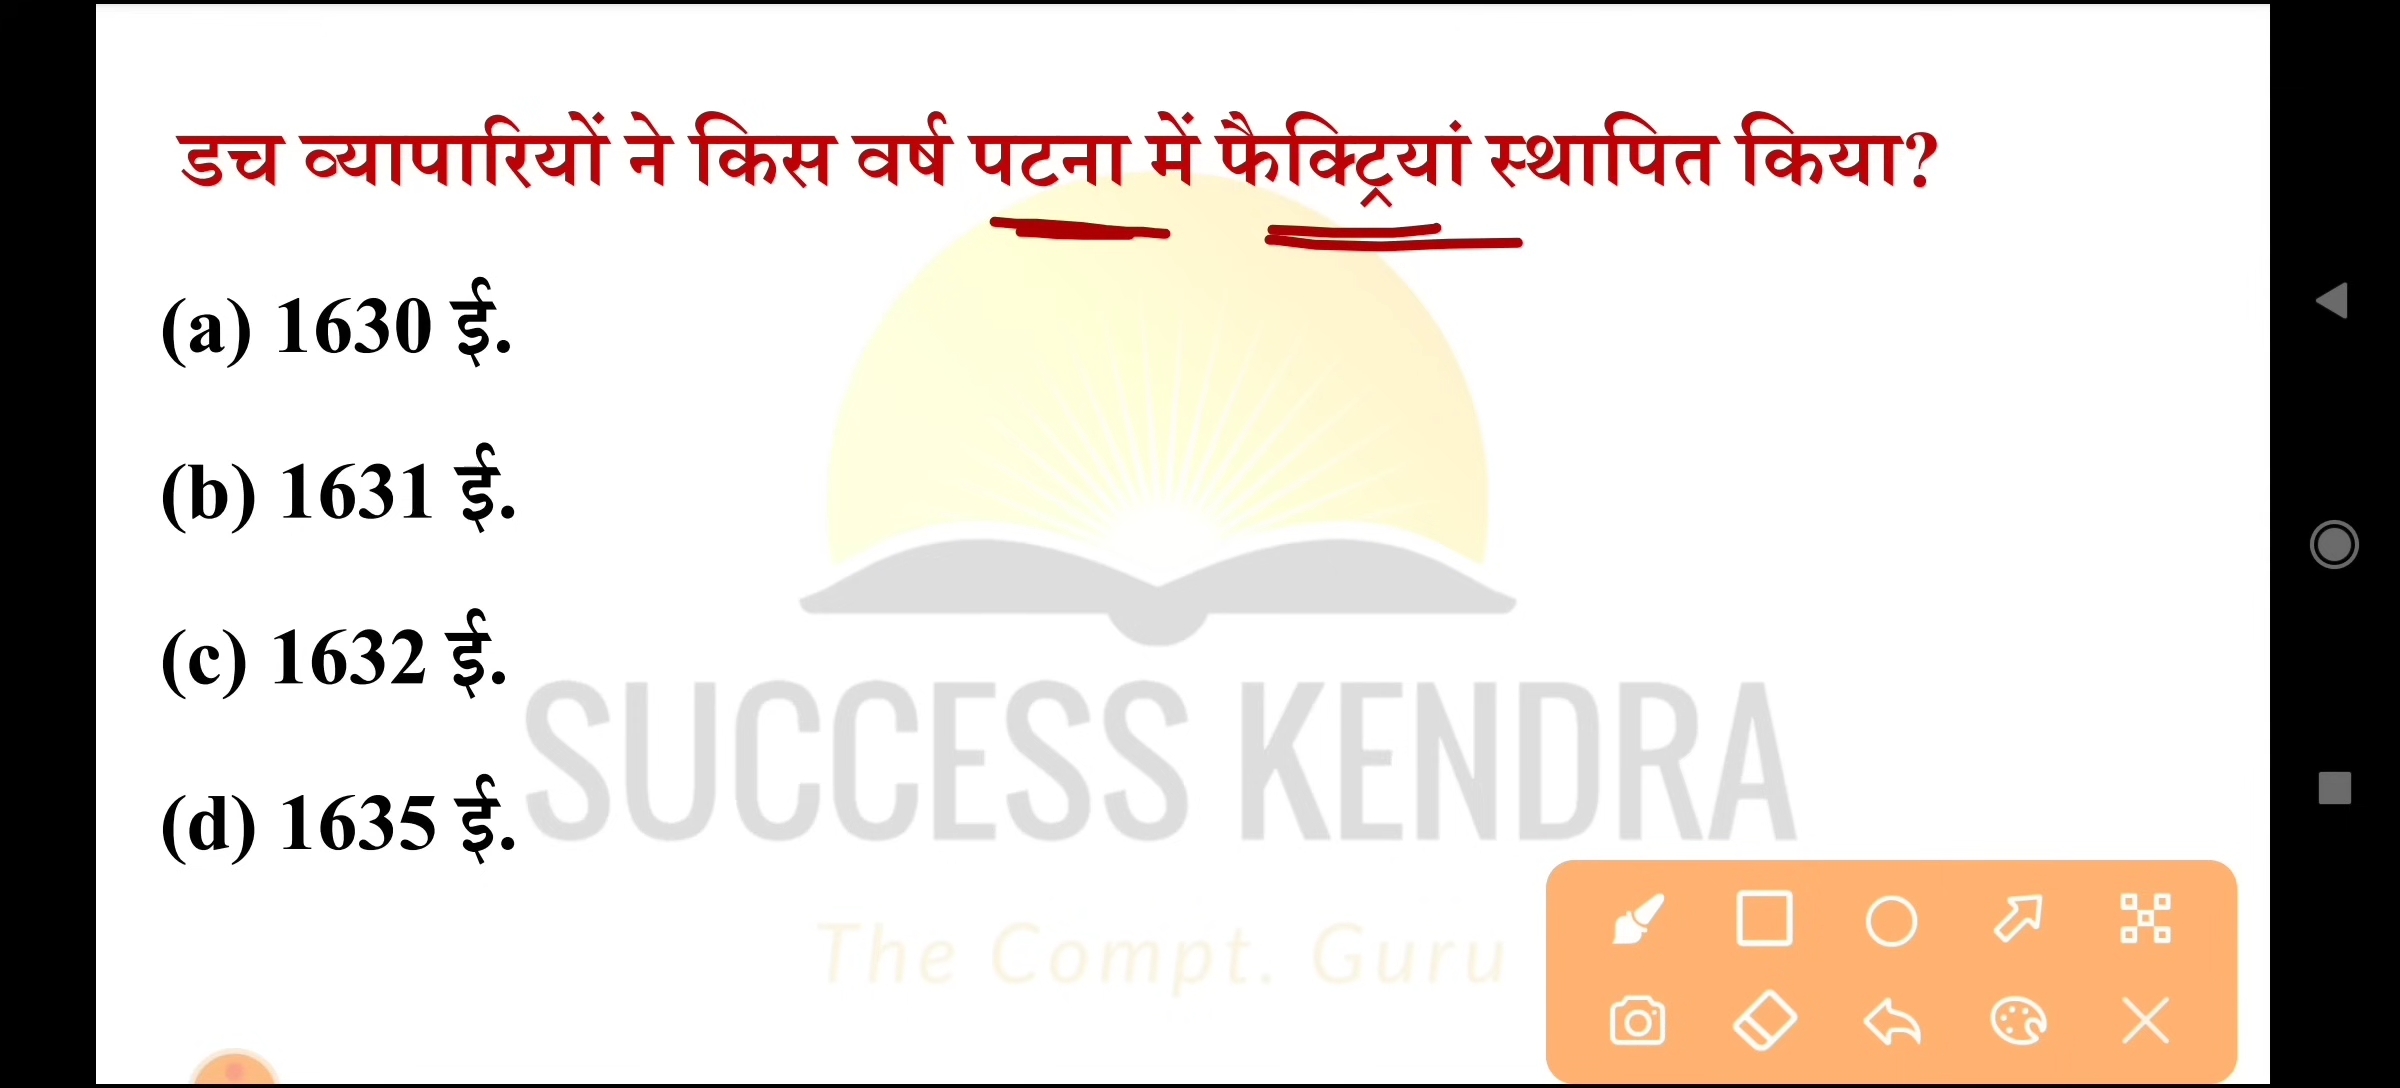 डच व्यापारियों ने किस वर्ष पटना में फैक्ट्रियां स्थापित किया?
(a) 1630 ई.
(b) 1631 ई.
(c) 1632 ई.
(d) 1635 ई.
SUCCESS KENDRA
The Compt. Guru